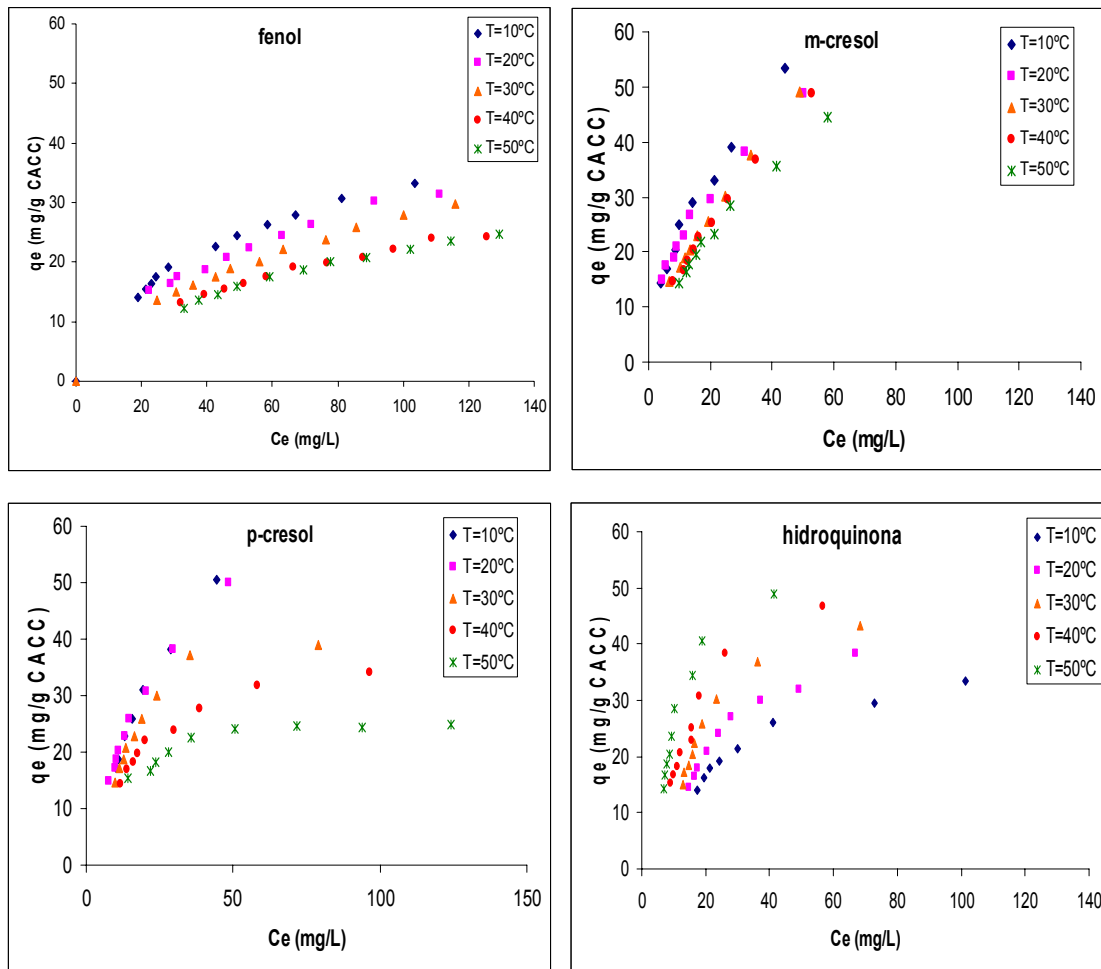 fenol
qe (mg/g CACC)
60
50
40
30
20
10
0
0 20 40 60 80 100 120 140
Ce (mg/L)
T=10ºC
T=20ºC
T=30ºC
T=40ºC
T=50ºC
m-cresol
qe (mg/g CACC)
60
50
40
30
20
10
0
0 20 40 60 80 100 120 140
Ce (mg/L)
T=10ºC
T=20ºC
T=30ºC
T=40ºC
T=50ºC
p-cresol
qe (mg/g CACC)
60
50
40
30
20
10
0
0 50 100 150
Ce (mg/L)
T=10ºC
T=20ºC
T=30ºC
T=40ºC
T=50ºC
hidroquinona
qe (mg/g CACC)
60
50
40
30
20
10
0
0 20 40 60 80 100 120 140
Ce (mg/L)
T=10ºC
T=20ºC
T=30ºC
T=40ºC
T=50ºC